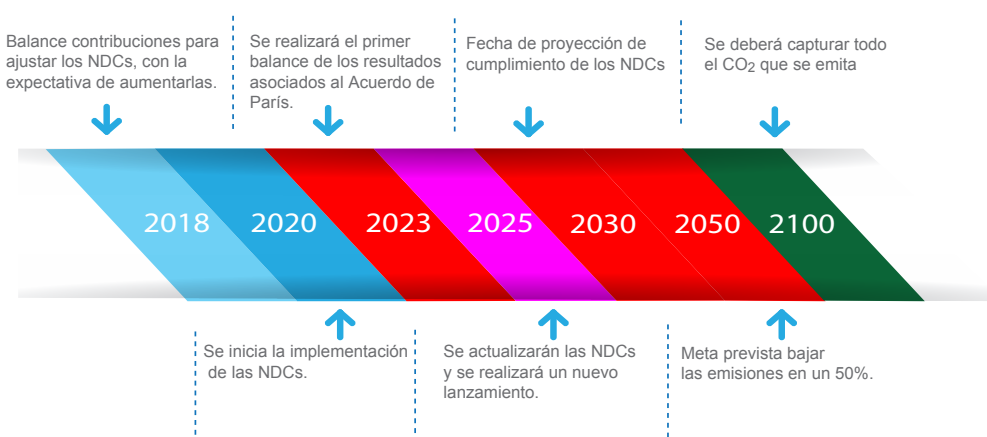 Balance contribuciones para
ajustar los NDCs, con la
expectativa de aumentarlas.
Se realizará el primer
balance de los resultados
asociados al Acuerdo de
París.
Fecha de proyección de
cumplimiento de los NDCs
Se deberá capturar todo
el CO2 que se emita
2018 2020 2023 2025 2030 2050 2100
Se inicia la implementación
de las NDCs.
Se actualizarán las NDCs
y se realizará un nuevo
lanzamiento.
Meta prevista bajar
las emisiones en un 50%.